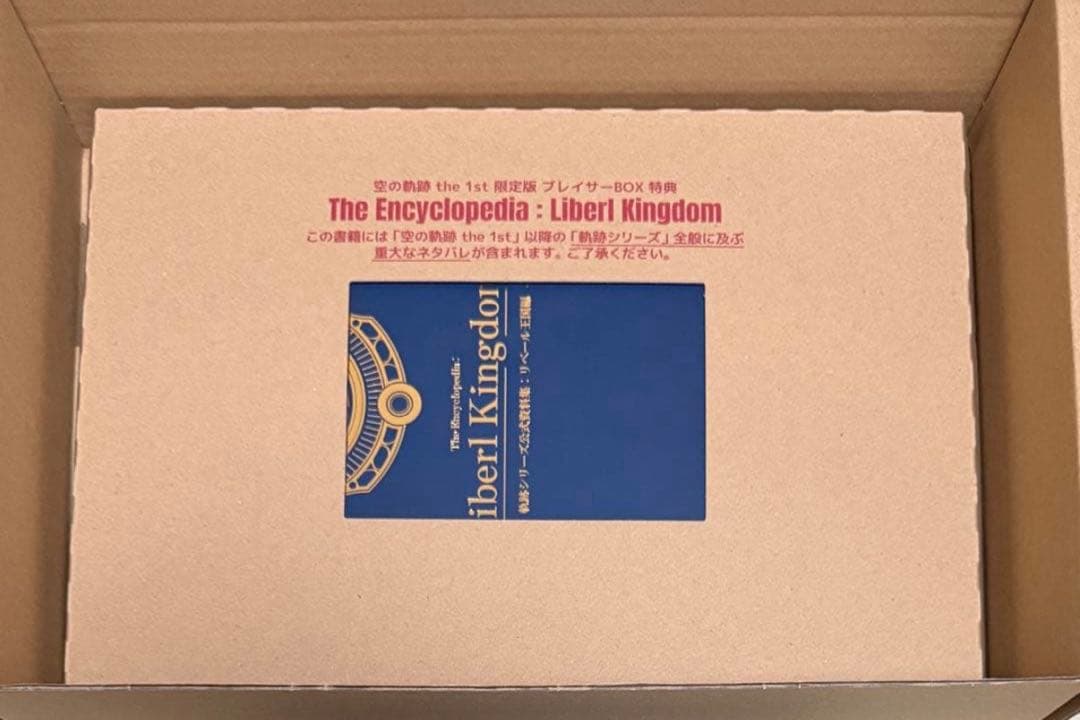 空の軌跡 the 1st 限定版 ブレイサーBOX 特典
The Encyclopedia : Liberl Kingdom
この書籍には「空の軌跡 the 1st」以降の「軌跡シリーズ」全般に及ぶ
重大なネタバレが含まれます。ご了承ください。
The Encyclopedia:
iberl Kingdom
軌跡シリーズ公式資料集：リベール王国編